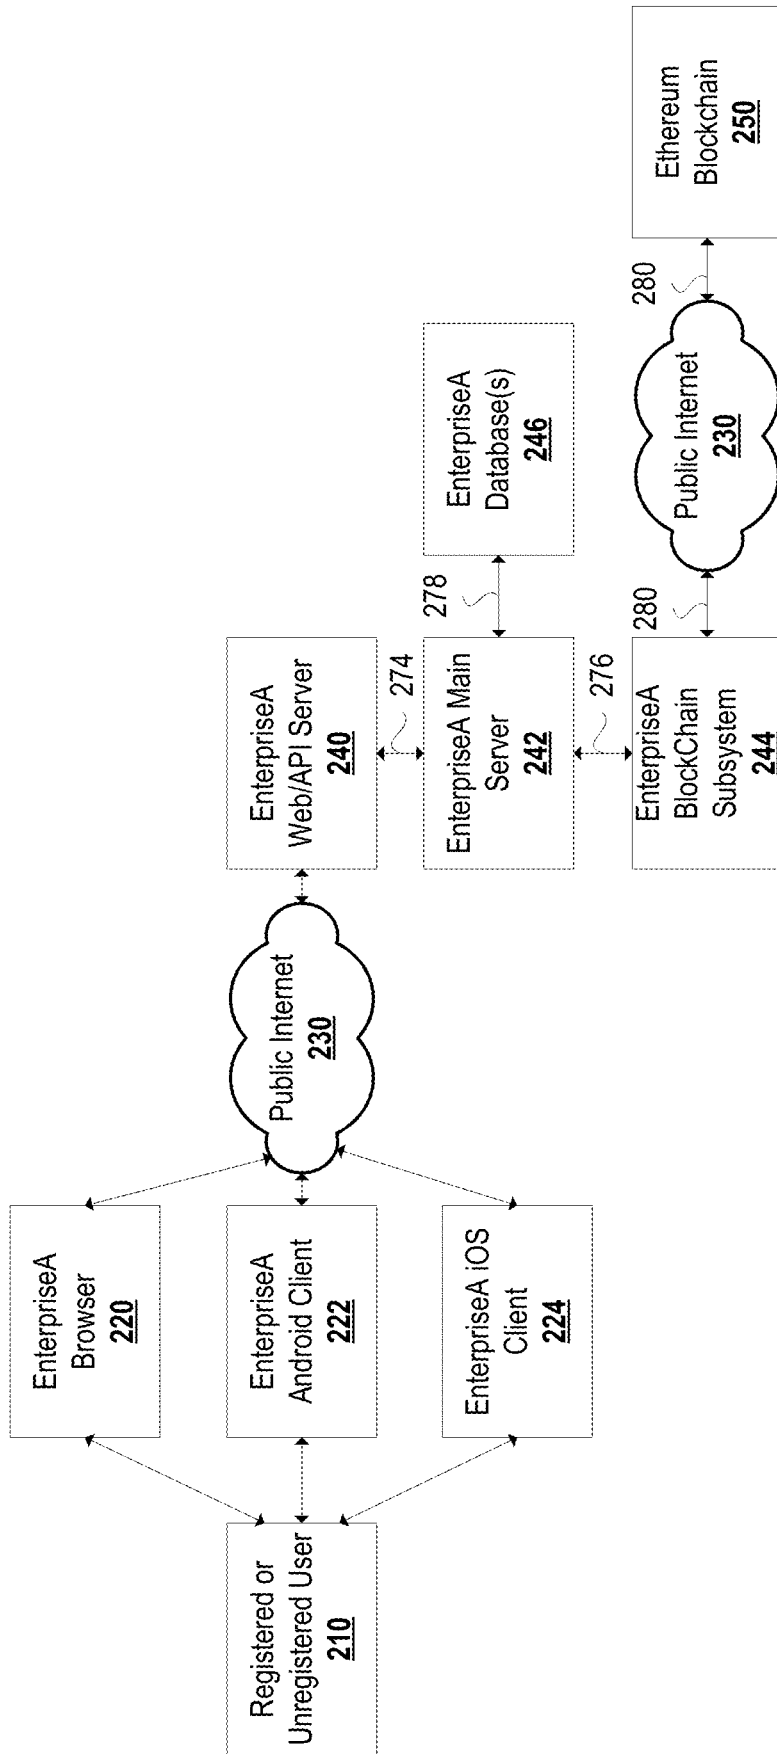 Registered or
Unregistered User
210
EnterpriseA
Browser
220
EnterpriseA
Android Client
222
EnterpriseA iOS
Client
224
Public Internet
230
EnterpriseA
Web/API Server
240
274
EnterpriseA Main
Server
242
276
EnterpriseA
BlockChain
Subsystem
244
278
EnterpriseA
Database(s)
246
280
Public Internet
230
280
Ethereum
Blockchain
250